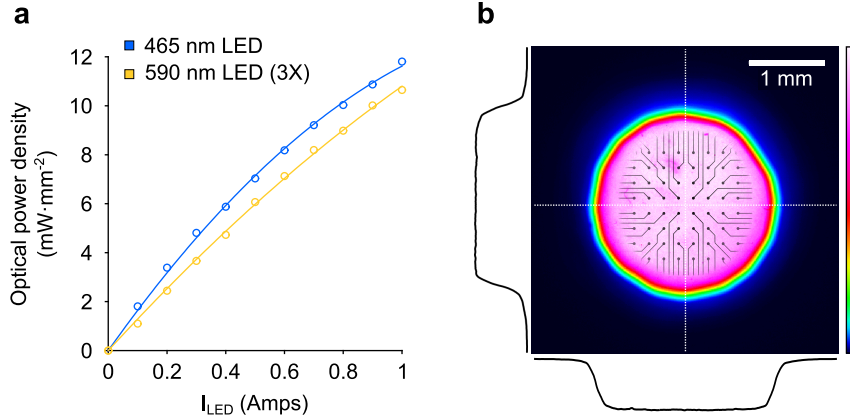 a
465 nm LED
590 nm LED (3X)
Optical power density
(mW·mm-2)
12
10
8
6
4
2
0
0
0.2
0.4
0.6
0.8
1
ILED (Amps)
b
1 mm